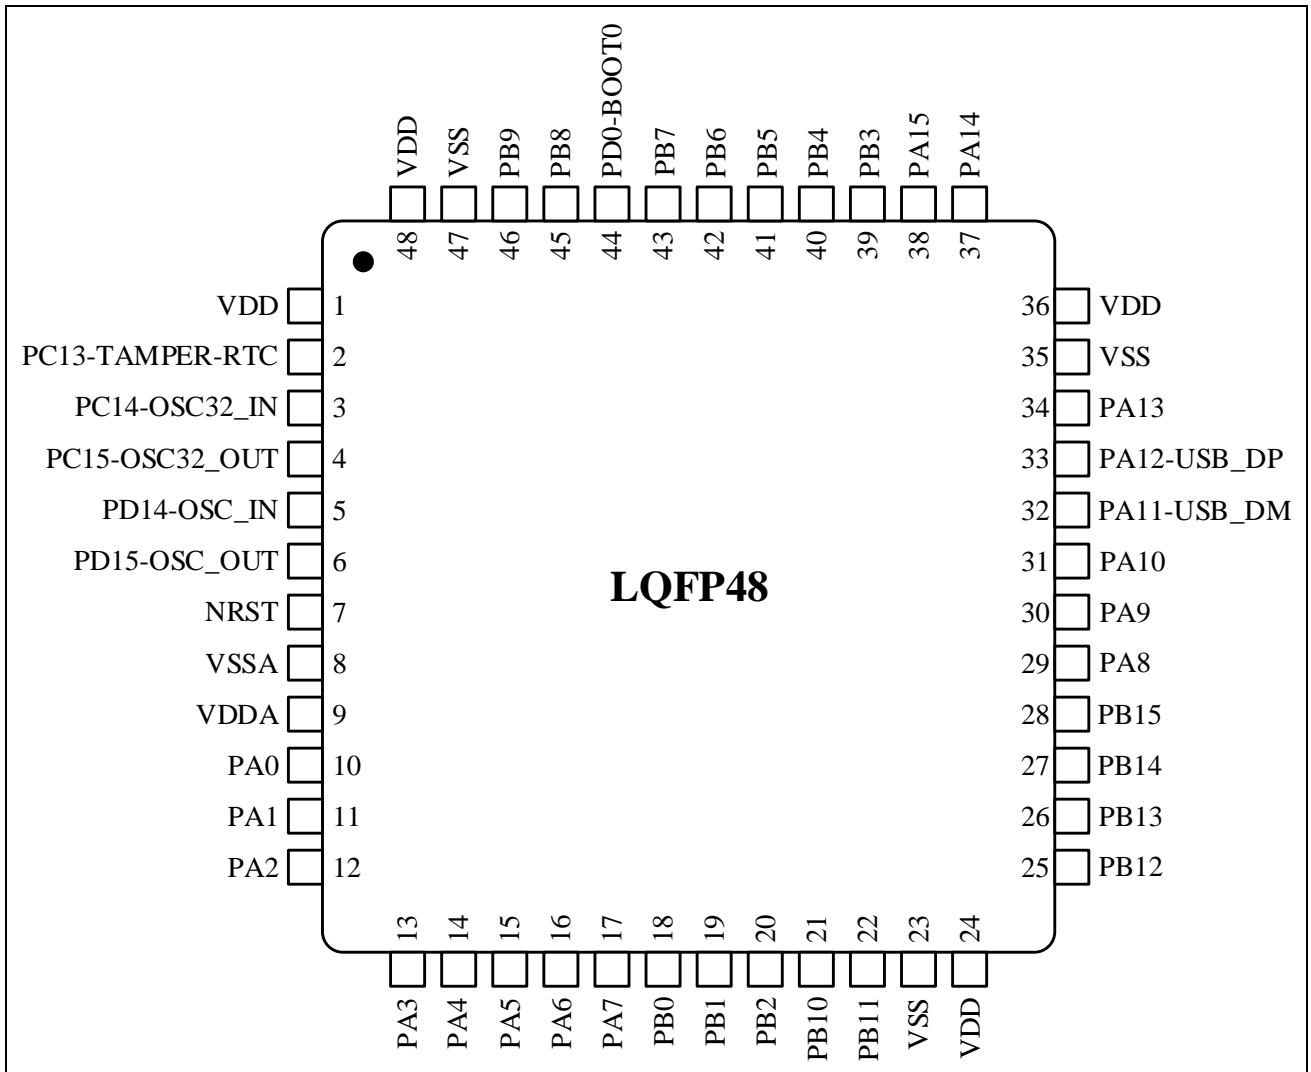 VDD
VSS
PB9
PB8
PD0-BOOT0
PB7
PB6
PB5
PB4
PB3
PA15
PA14
48
47
46
45
44
43
42
41
40
39
38
37
VDD 1
PC13-TAMPER-RTC 2
PC14-OSC32_IN 3
PC15-OSC32_OUT 4
PD14-OSC_IN 5
PD15-OSC_OUT 6
NRST 7
VSSA 8
VDDA 9
PA0 10
PA1 11
PA2 12
LQFP48
36 VDD
35 VSS
34 PA13
33 PA12-USB_DP
32 PA11-USB_DM
31 PA10
30 PA9
29 PA8
28 PB15
27 PB14
26 PB13
25 PB12
13
14
15
16
17
18
19
20
21
22
23
24
PA3
PA4
PA5
PA6
PA7
PB0
PB1
PB2
PB10
PB11
VSS
VDD